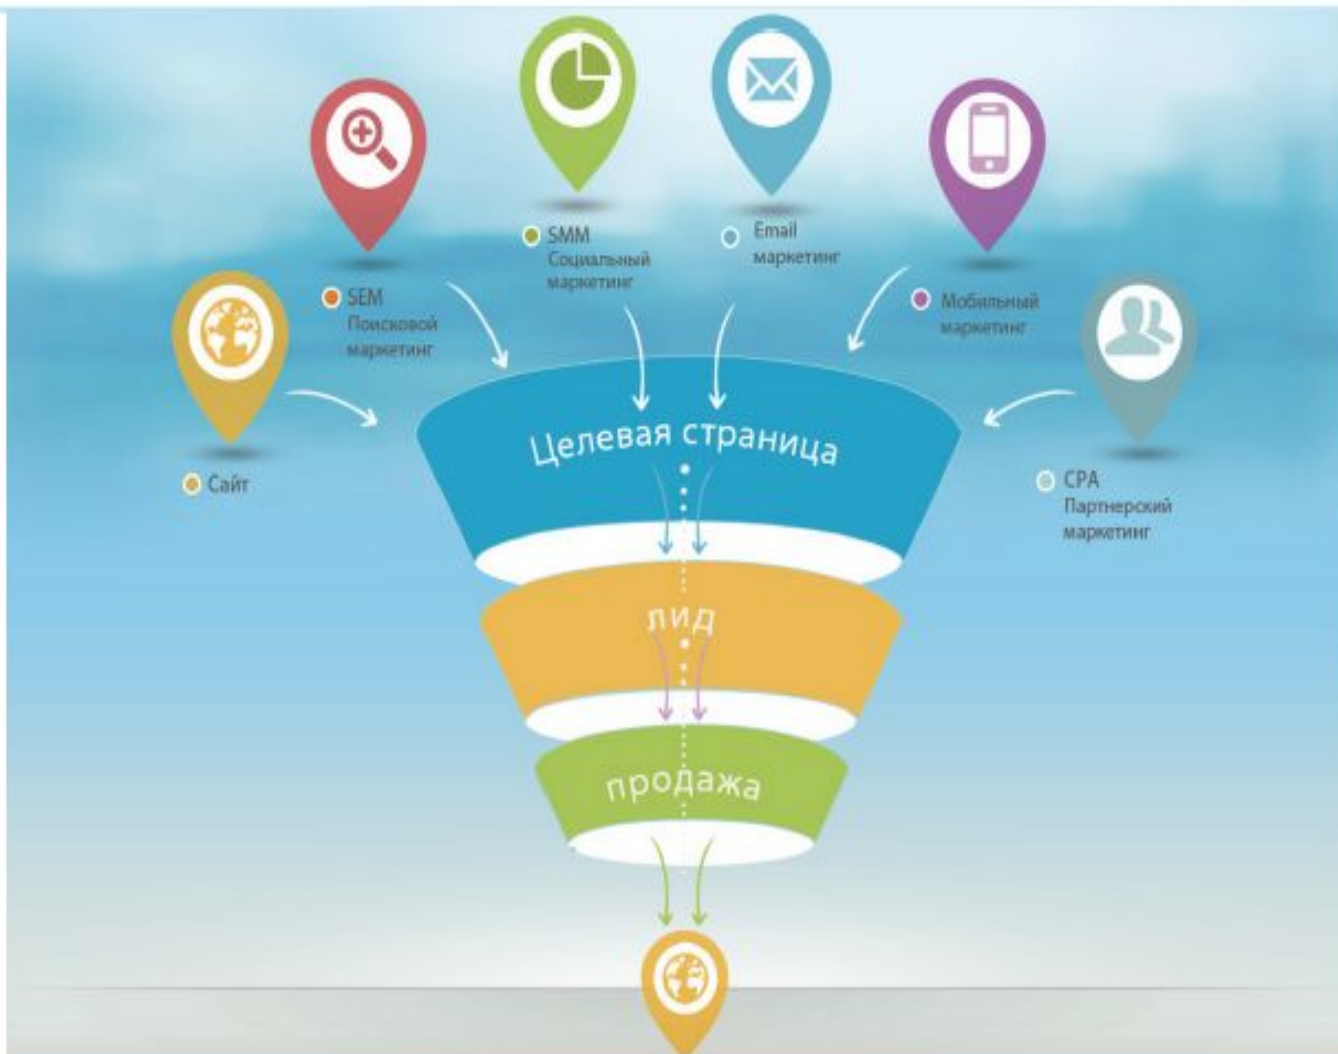 SMM
Социальный
маркетинг
Email
маркетинг
SEM
Поисковой
маркетинг
Мобильный
маркетинг
Сайт
CPA
Партнерский
маркетинг
Целевая страница
лид
продажа